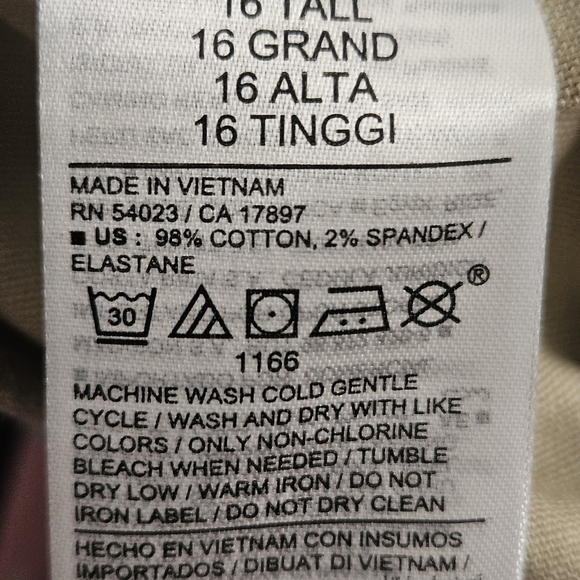 16 TALL
16 GRAND
16 ALTA
16 TINGGI
MADE IN VIETNAM
RN 54023 / CA 17897
■ US : 98% COTTON, 2% SPANDEX /
ELASTANE
30
®
1166
MACHINE WASH COLD GENTLE
CYCLE / WASH AND DRY WITH LIKE
COLORS / ONLY NON-CHLORINE
BLEACH WHEN NEEDED / TUMBLE
DRY LOW / WARM IRON / DO NOT
IRON LABEL / DO NOT DRY CLEAN
HECHO EN VIETNAM CON INSUMOS
IMPORTADOS / DIBUAT DI VIETNAM /